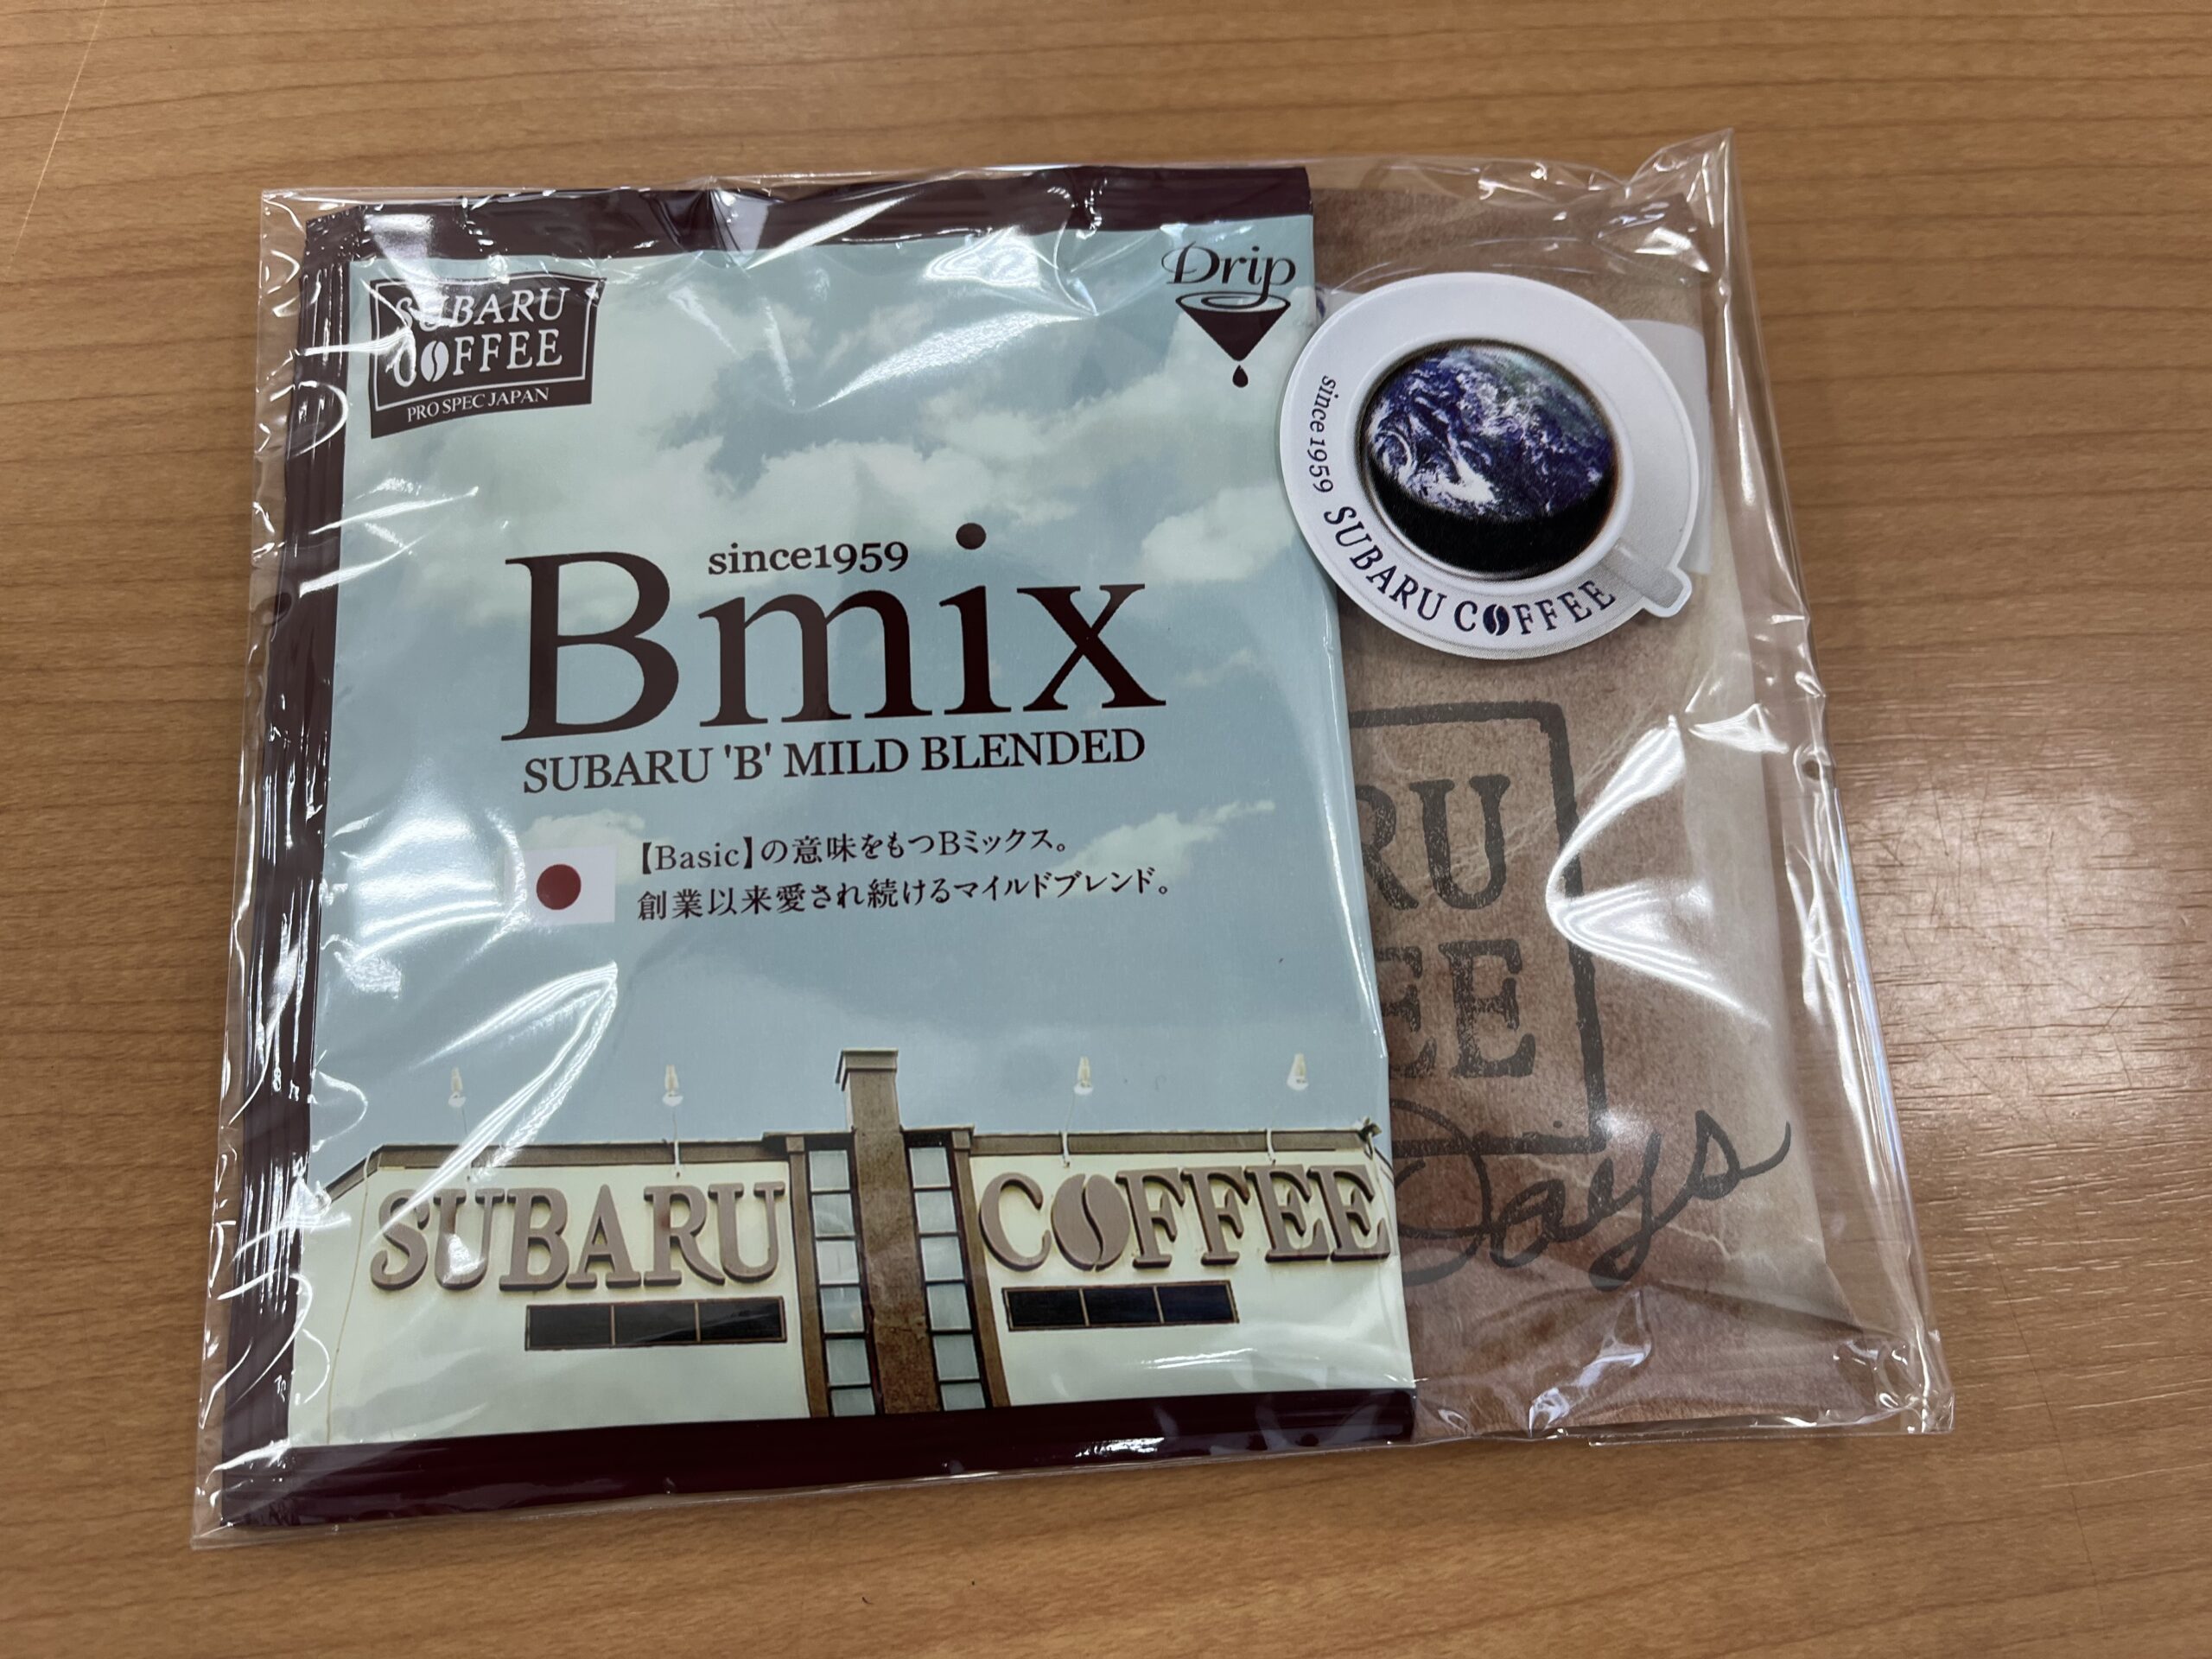 SUBARU
COFFEE
PRO SPEC JAPAN
Drip
since1959
Bmix
SUBARU 'B' MILD BLENDED
【Basic】の意味をもつBミックス。
創業以来愛され続けるマイルドブレンド。
SUBARU COFFEE
since 1959 SUBARU COFFEE
RU
EE
Days